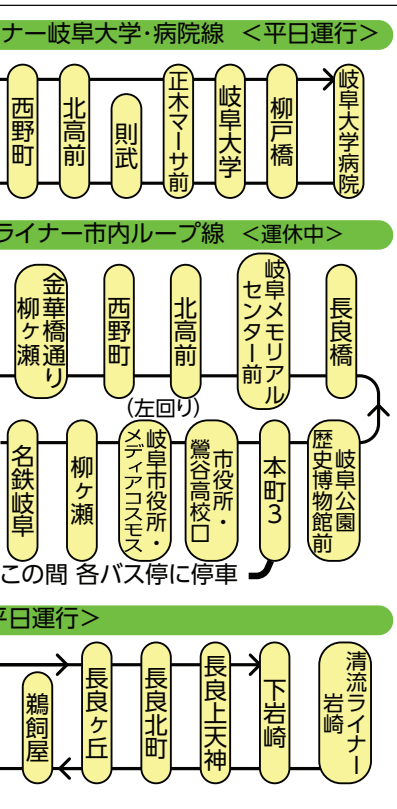 ナー岐阜大学・病院線 <平日運行>
西野町
北高前
則武
正木マーサ前
岐阜大学
柳戸橋
岐阜大学病院
ライナー市内ループ線 <運休中>
金華橋通り
柳ヶ瀬
西野町
北高前
岐阜メモリアル
センター前
長良橋
(左回り)
名鉄岐阜
柳ヶ瀬
岐阜市役所・
メディアコスモス
市役所・
鶯谷高校口
本町3
岐阜公園
歴史博物館前
この間 各バス停に停車
平日運行>
鵜飼屋
長良ヶ丘
長良北町
長良上天神
下岩崎
清流ライナー
岩崎